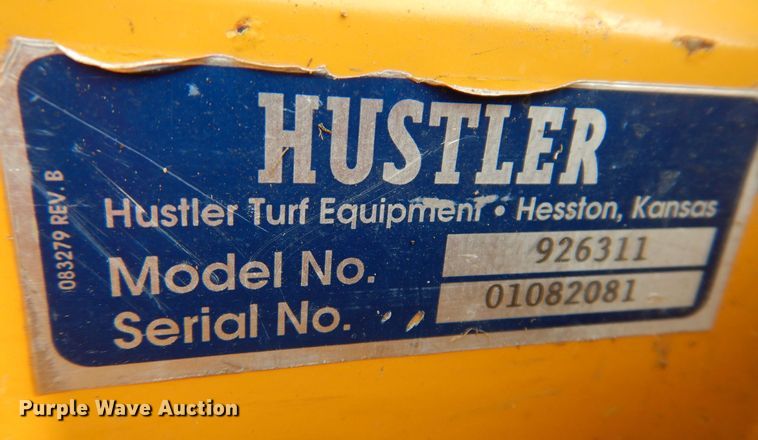 HUSTLER
Hustler Turf Equipment • Hesston, Kansas
Model No. 926311
Serial No. 01082081
083279 REV. B
Purple Wave Auction